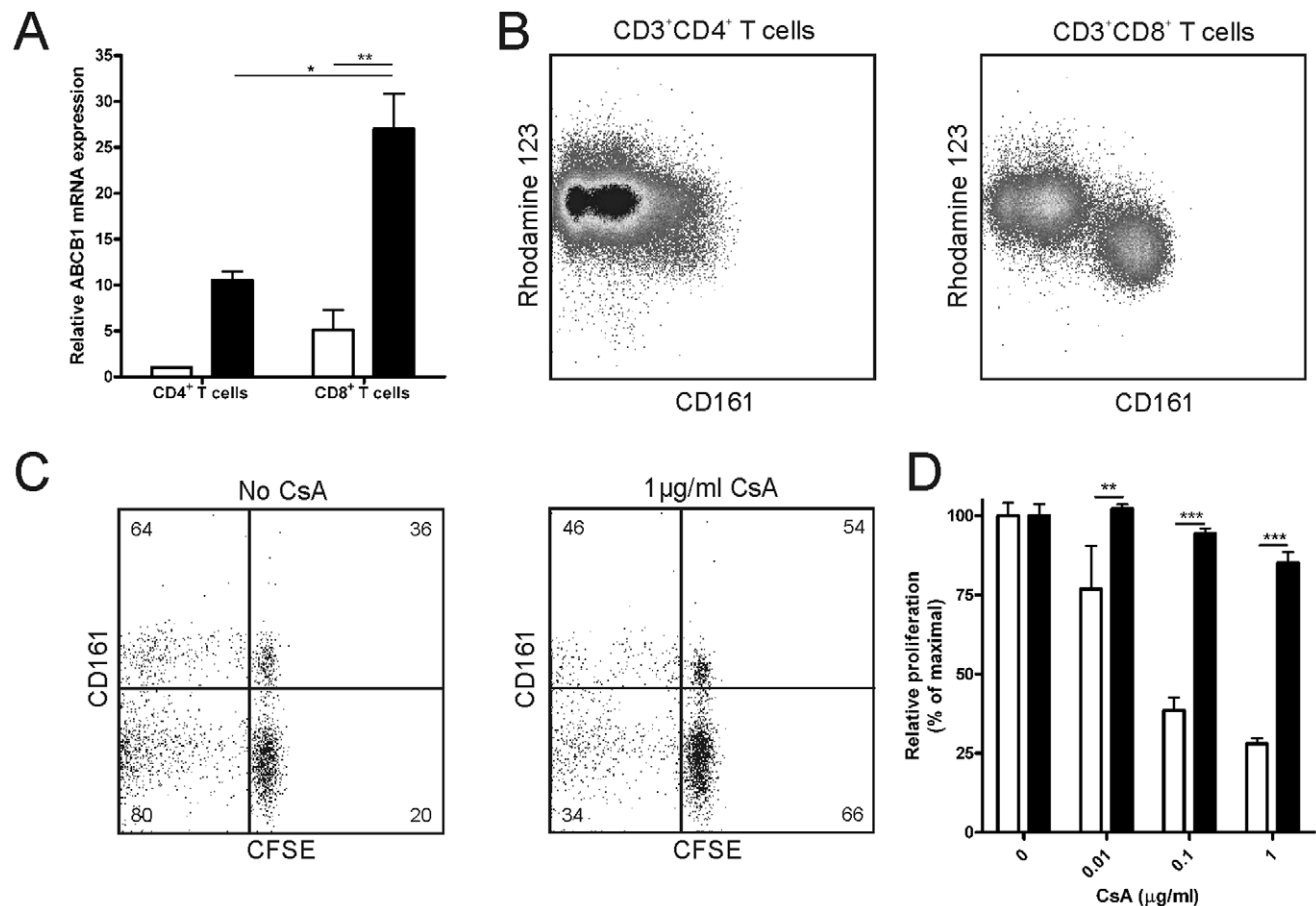 A
Relative ABCB1 mRNA expression
35
30
25
20
15
10
5
0
*
**
CD4⁺ T cells
CD8⁺ T cells
B
CD3⁺CD4⁺ T cells
Rhodamine 123
CD161
CD3⁺CD8⁺ T cells
Rhodamine 123
CD161
C
No CsA
64
36
80
20
CD161
CFSE
1µg/ml CsA
46
54
34
66
CD161
CFSE
D
Relative proliferation
(% of maximal)
100
75
50
25
0
**
***
***
0
0.01
0.1
1
CsA (µg/ml)